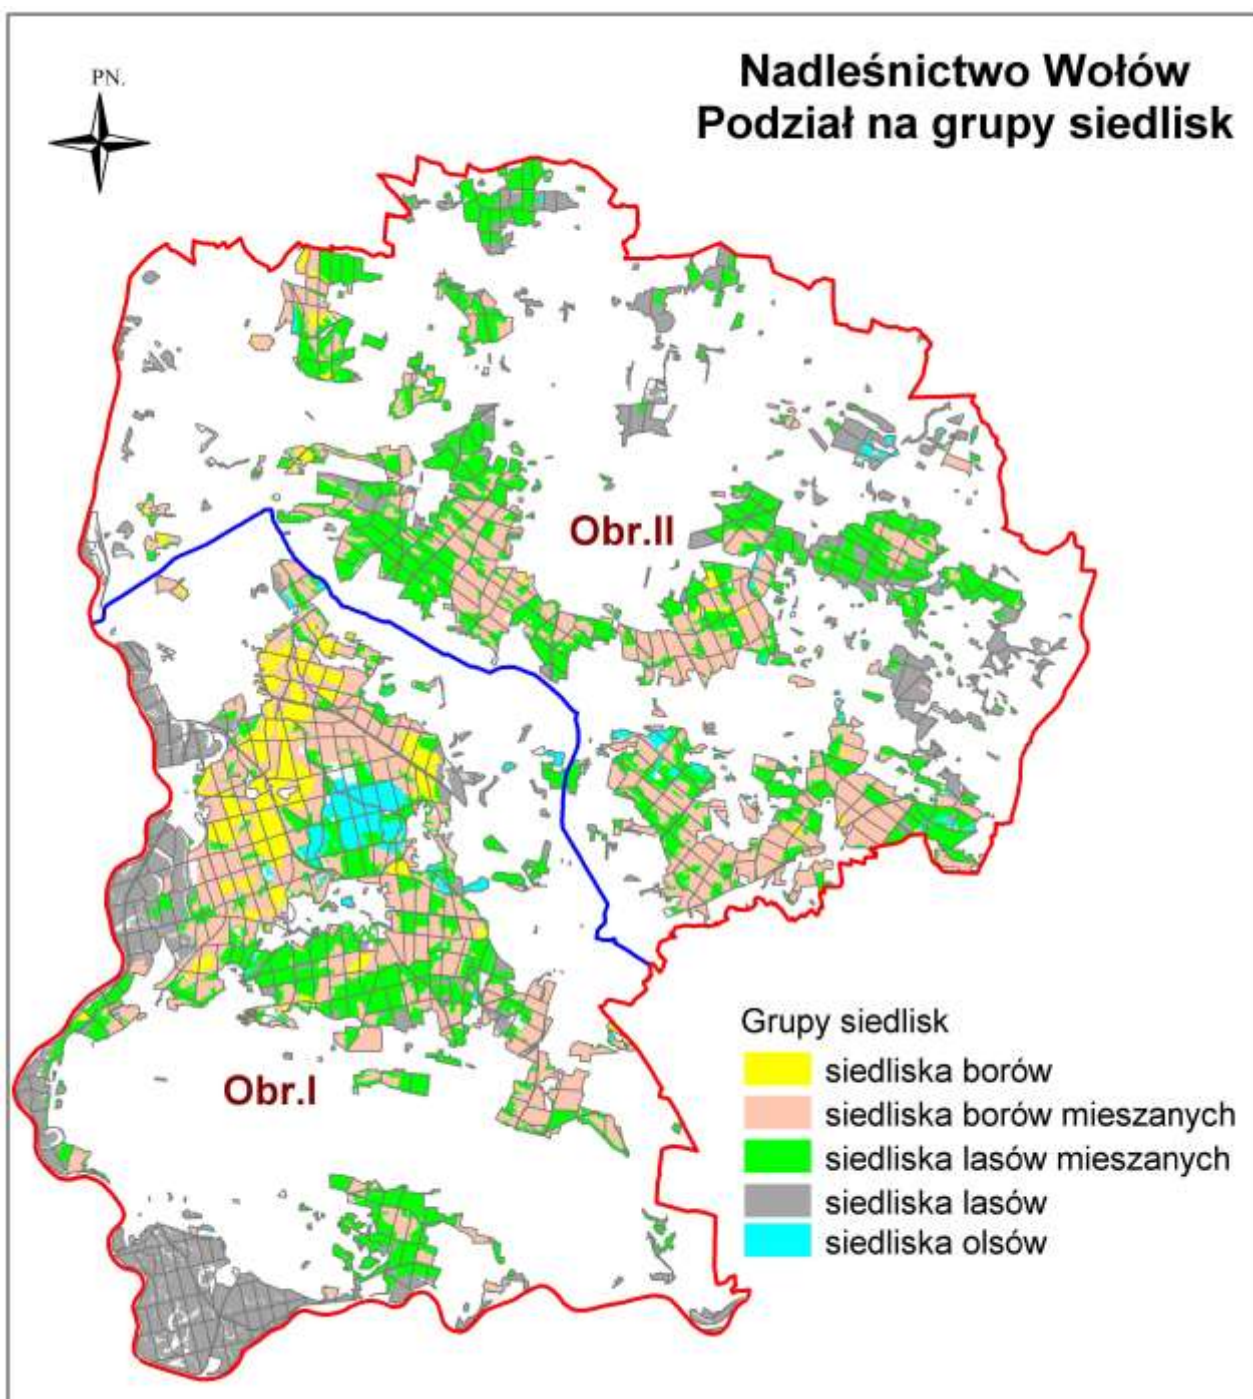 Nadleśnictwo Wołów
Podział na grupy siedlisk
PN.
Obr.II
Obr.I
Grupy siedlisk
siedliska borów
siedliska borów mieszanych
siedliska lasów mieszanych
siedliska lasów
siedliska olsów